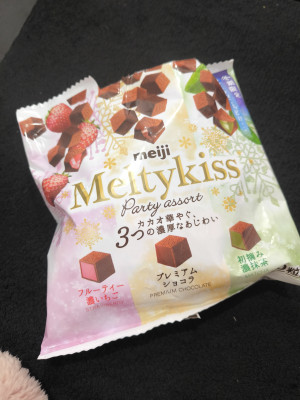 meiji
Meltykiss
Party assort
カカオ華やぐ、
3つの濃厚なあじわい
フルーティー
濃いちご
プレミアム
ショコラ
PREMIUM CHOCOLATE
初摘み
濃抹茶